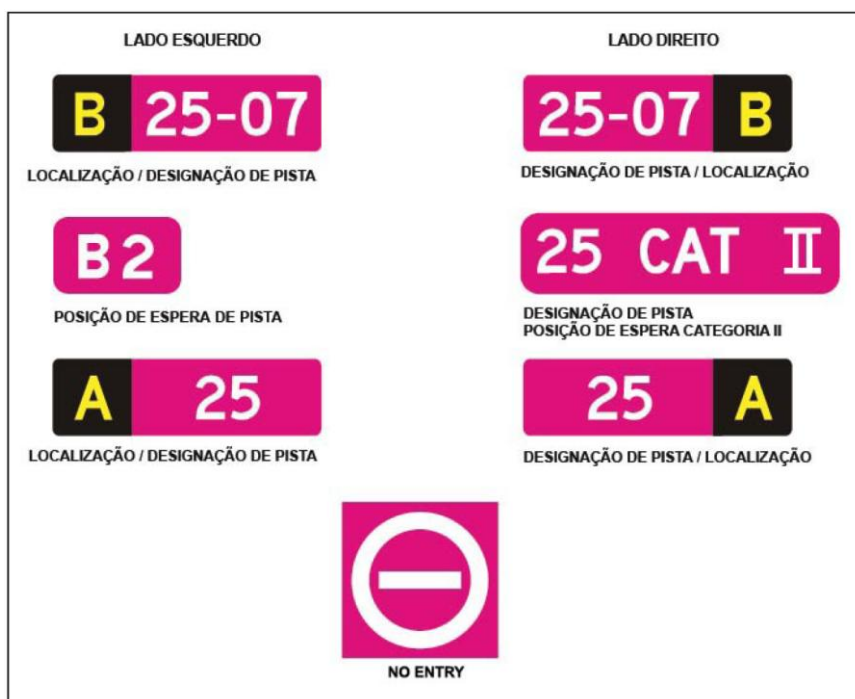 LADO ESQUERDO
LADO DIREITO
B 25-07
25-07 B
LOCALIZAÇÃO / DESIGNAÇÃO DE PISTA
DESIGNAÇÃO DE PISTA / LOCALIZAÇÃO
B2
25 CAT II
POSIÇÃO DE ESPERA DE PISTA
DESIGNAÇÃO DE PISTA
POSIÇÃO DE ESPERA CATEGORIA II
A 25
25 A
LOCALIZAÇÃO / DESIGNAÇÃO DE PISTA
DESIGNAÇÃO DE PISTA / LOCALIZAÇÃO
NO ENTRY